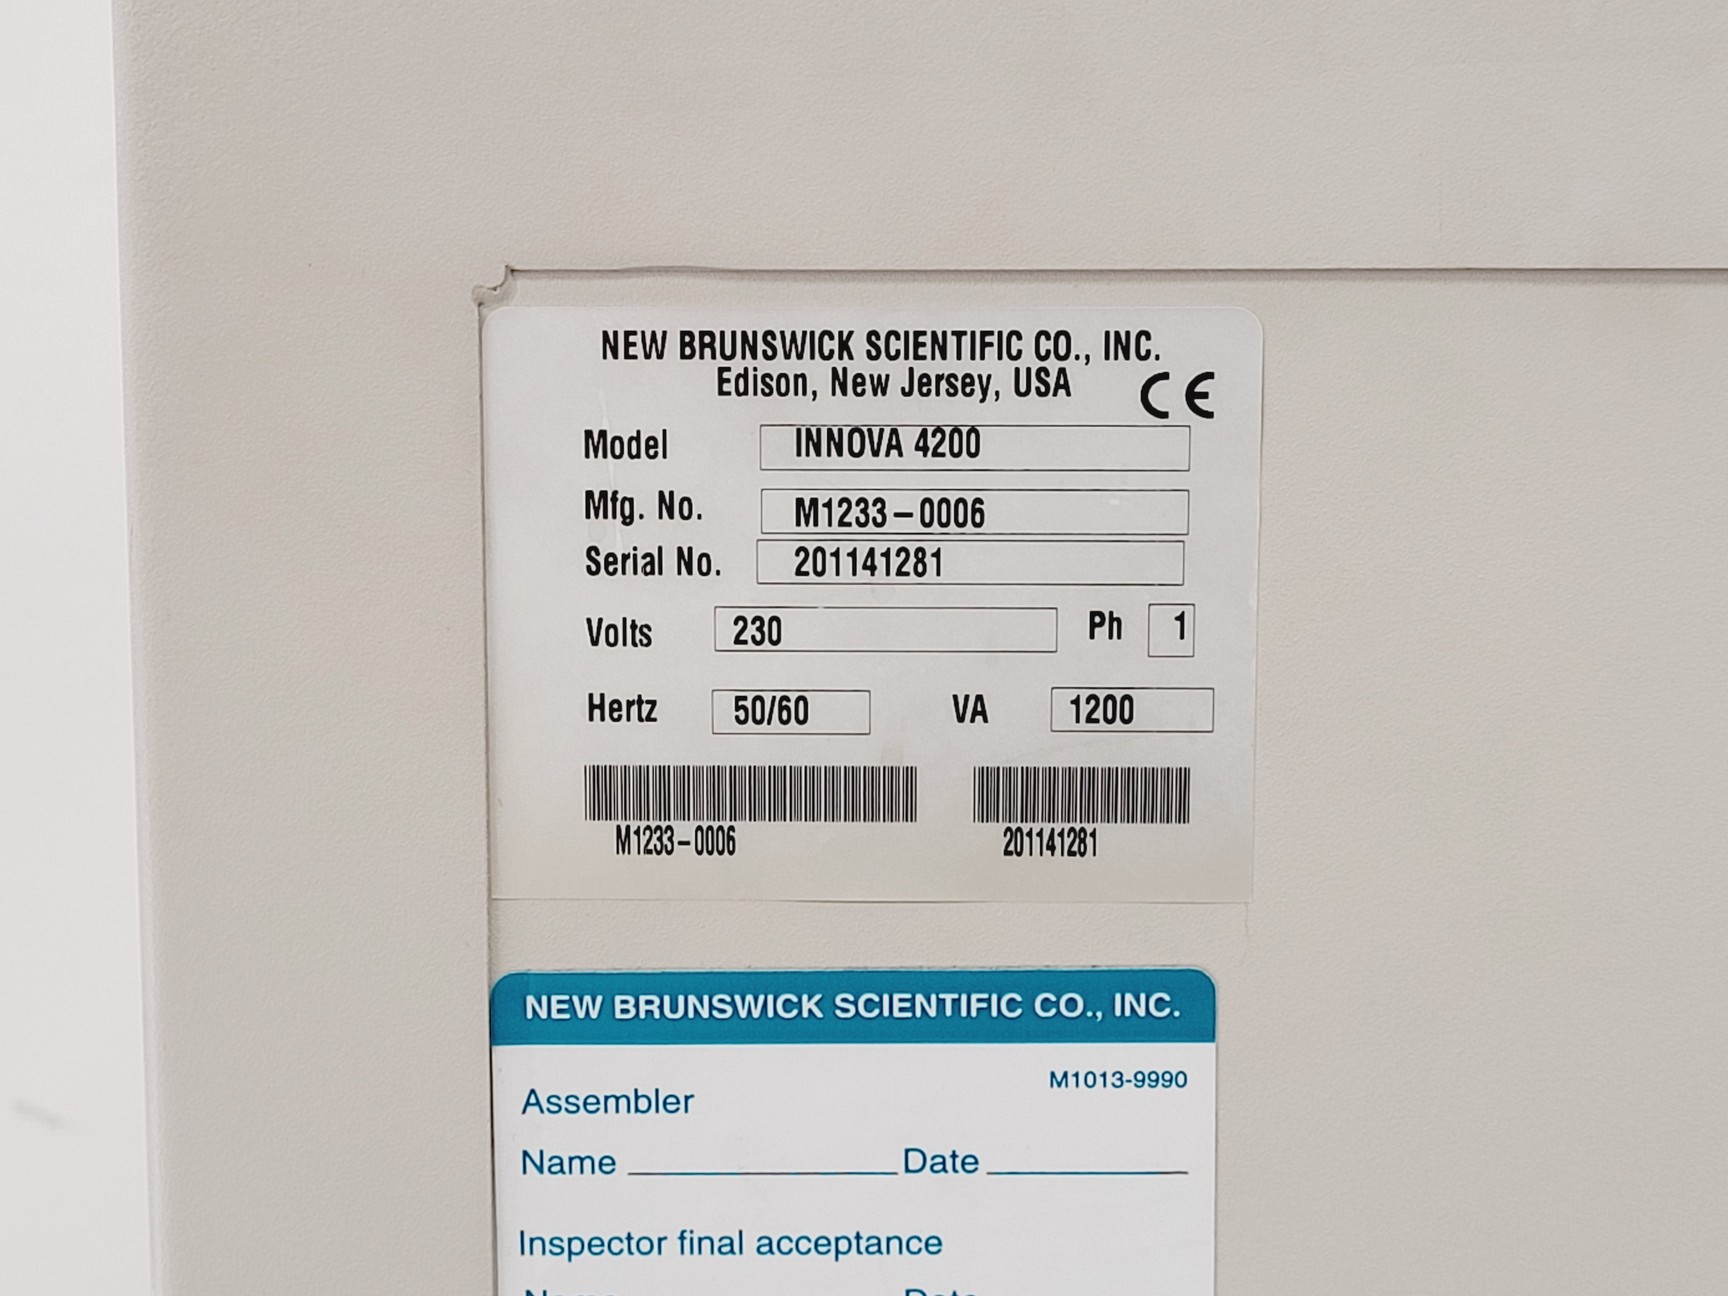 NEW BRUNSWICK SCIENTIFIC CO., INC.
Edison, New Jersey, USA CE
Model INNOVA 4200
Mfg. No. M1233-0006
Serial No. 201141281
Volts 230 Ph 1
Hertz 50/60 VA 1200
M1233-0006 201141281
NEW BRUNSWICK SCIENTIFIC CO., INC.
M1013-9990
Assembler
Name Date
Inspector final acceptance
Name Date